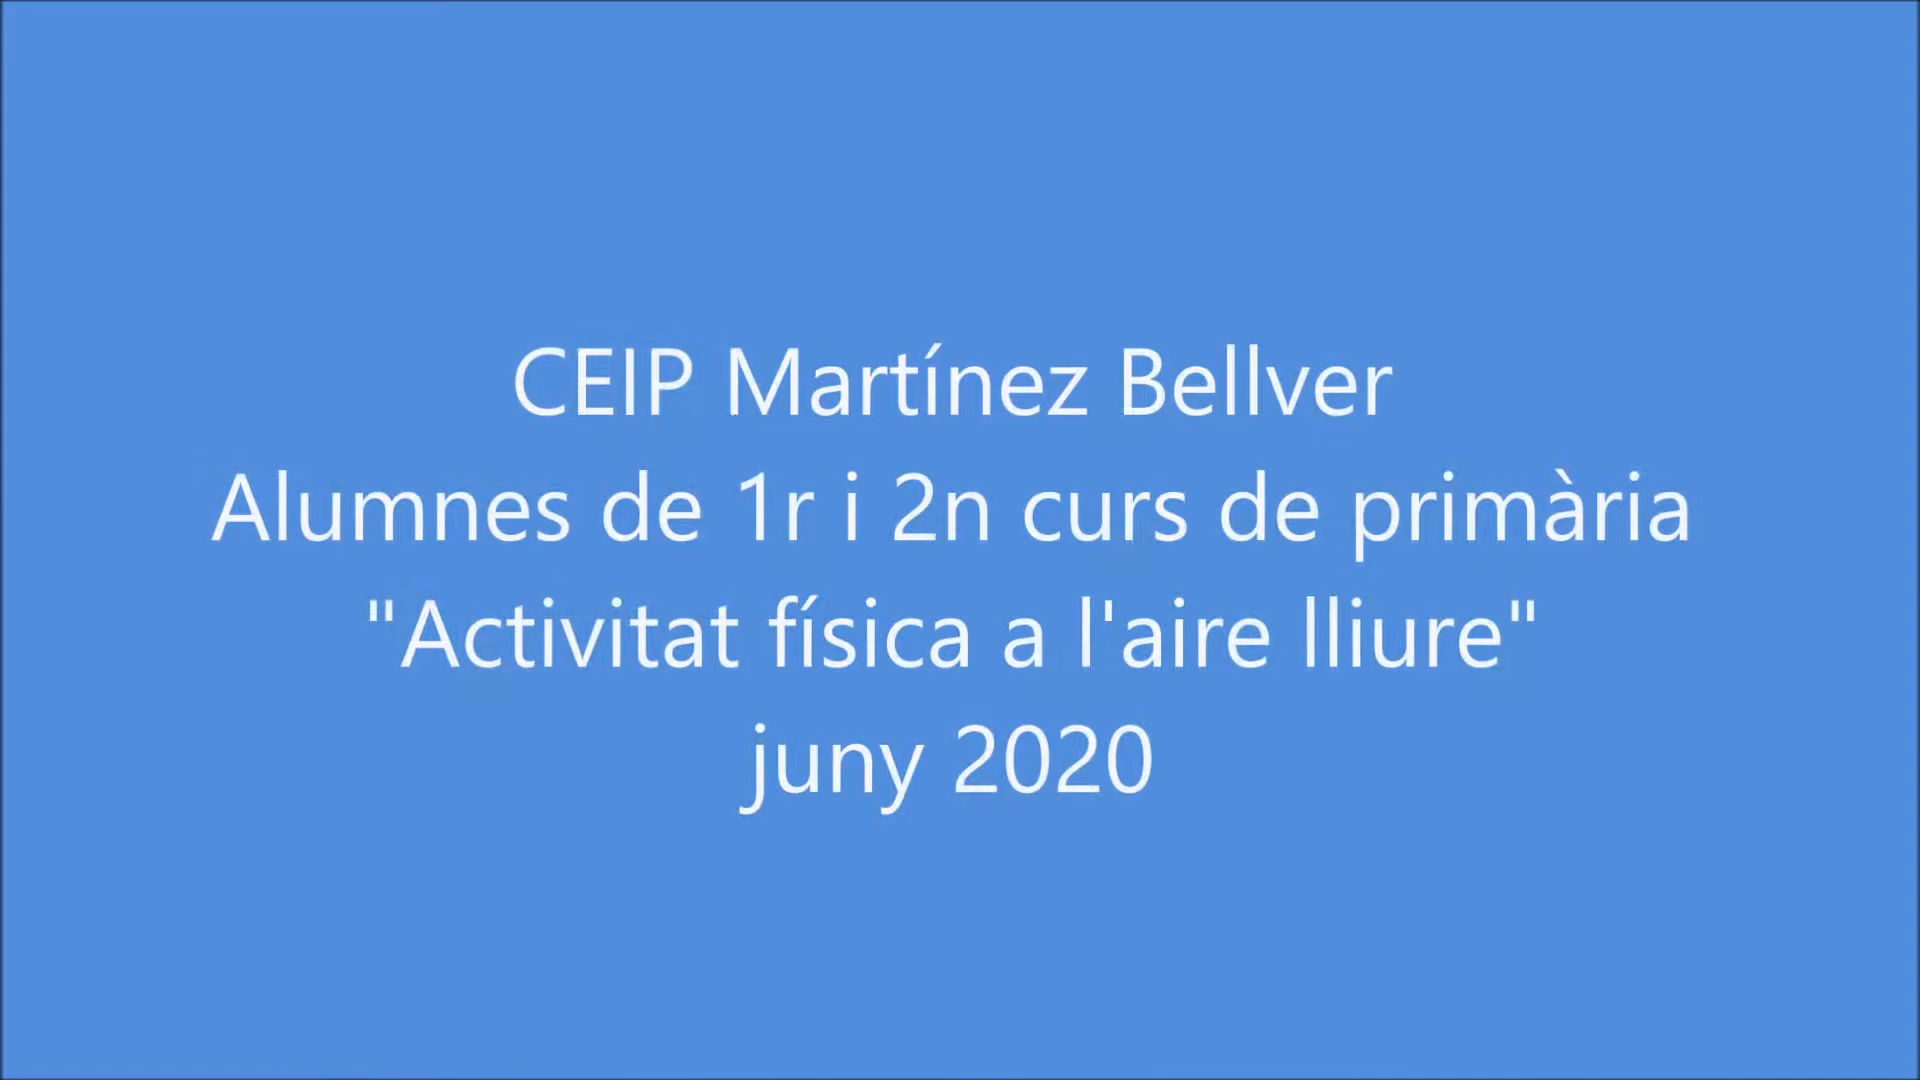 CEIP Martínez Bellver
Alumnes de 1r i 2n curs de primària
"Activitat física a l'aire lliure"
juny 2020